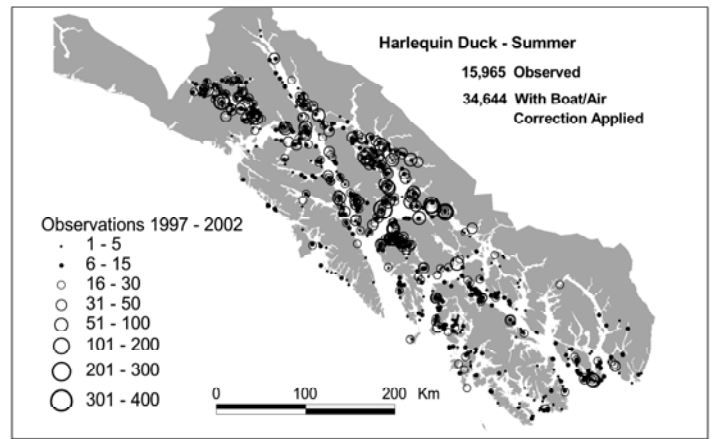 Harlequin Duck - Summer
15,965 Observed
34,644 With Boat/Air
Correction Applied
Observations 1997 - 2002
1 - 5
6 - 15
16 - 30
31 - 50
51 - 100
101 - 200
201 - 300
301 - 400
0 100 200 Km